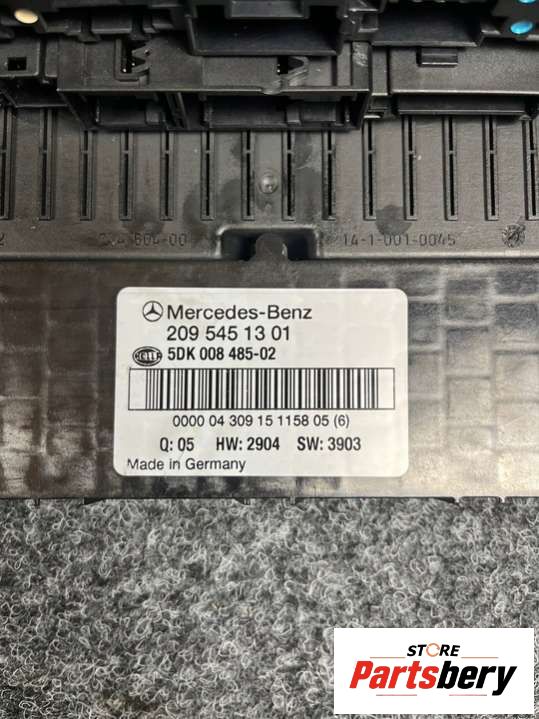 14-1-001-0045
Mercedes-Benz
209 545 13 01
HELLA 5DK 008 485-02
0000 04 309 15 1158 05 (6)
Q: 05 HW: 2904 SW: 3903
Made in Germany
STORE
Partsbery